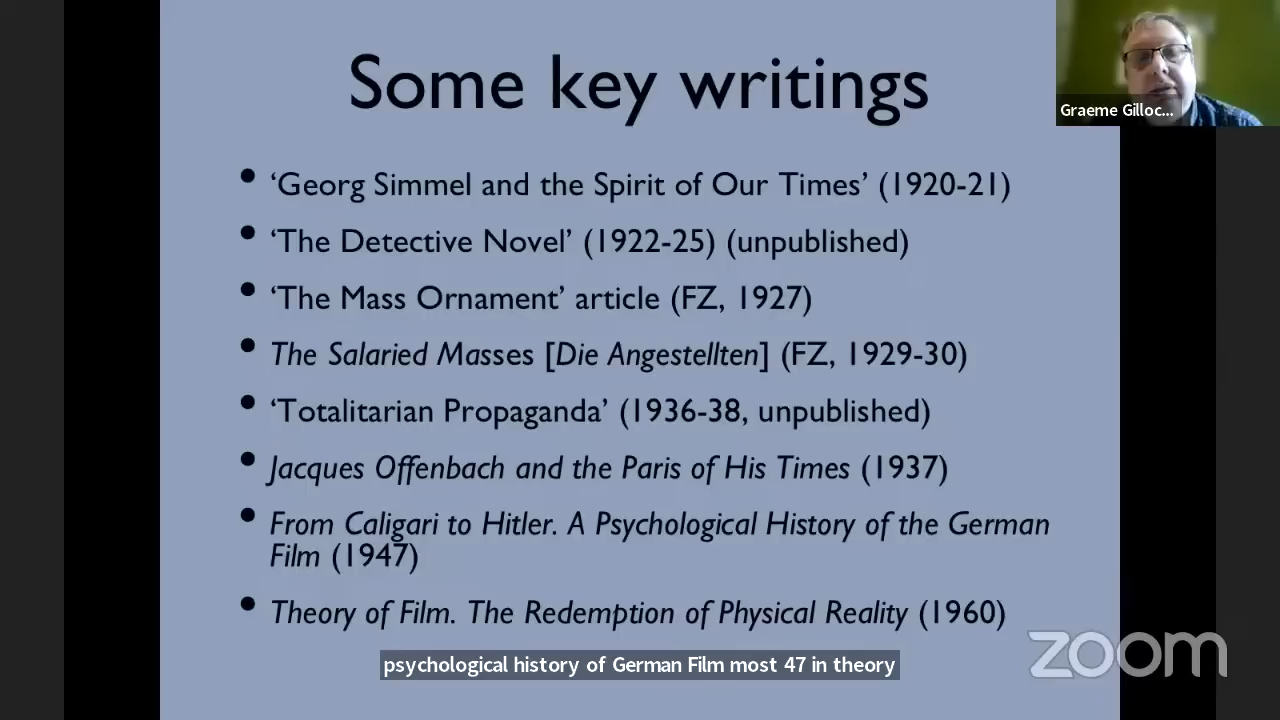 Some key writings
Graeme Gilloc...
• ‘Georg Simmel and the Spirit of Our Times’ (1920-21)
• ‘The Detective Novel’ (1922-25) (unpublished)
• ‘The Mass Ornament’ article (FZ, 1927)
• The Salaried Masses [Die Angestellten] (FZ, 1929-30)
• ‘Totalitarian Propaganda’ (1936-38, unpublished)
• Jacques Offenbach and the Paris of His Times (1937)
• From Caligari to Hitler. A Psychological History of the German
Film (1947)
• Theory of Film. The Redemption of Physical Reality (1960)
psychological history of German Film most 47 in theory
zoom